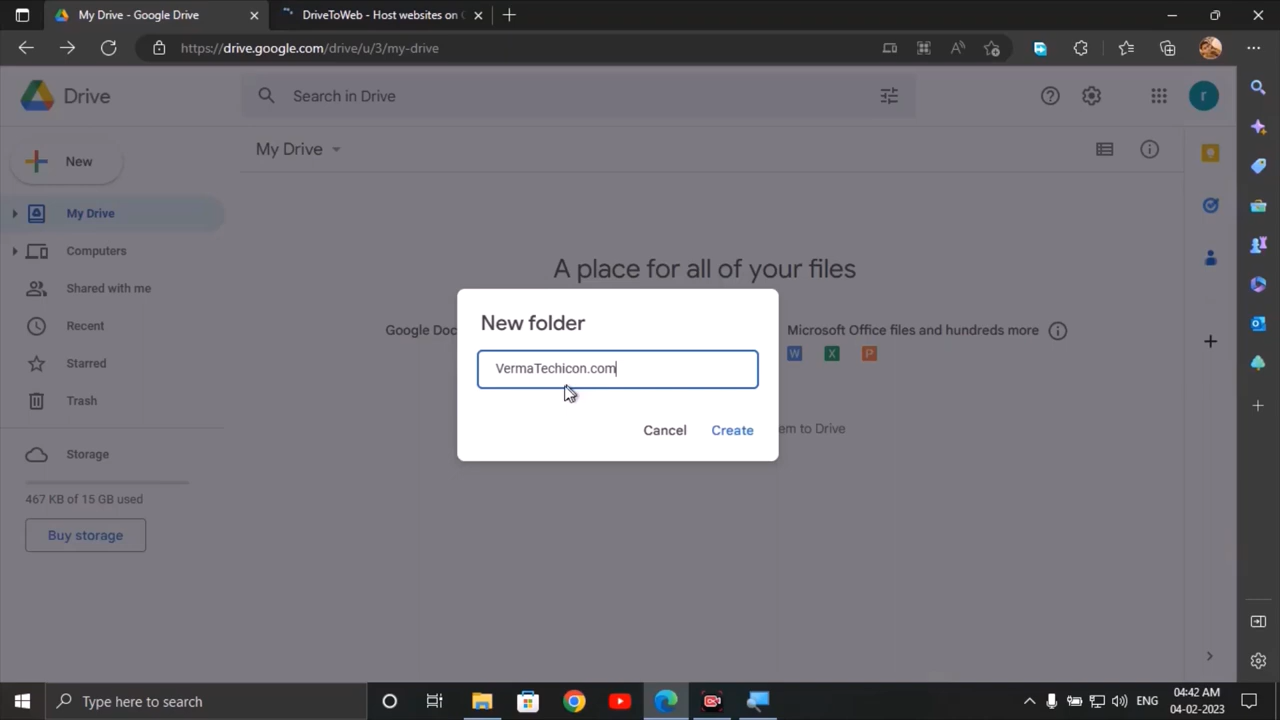 My Drive - Google Drive
DriveToWeb - Host websites on
https://drive.google.com/drive/u/3/my-drive
Drive
Search in Drive
r
New
My Drive
My Drive
Computers
Shared with me
Recent
Starred
Trash
Storage
467 KB of 15 GB used
Buy storage
A place for all of your files
Google Doc
Microsoft Office files and hundreds more
W
X
P
em to Drive
New folder
VermaTechicon.com
Cancel
Create
Type here to search
ENG
04:42 AM
04-02-2023